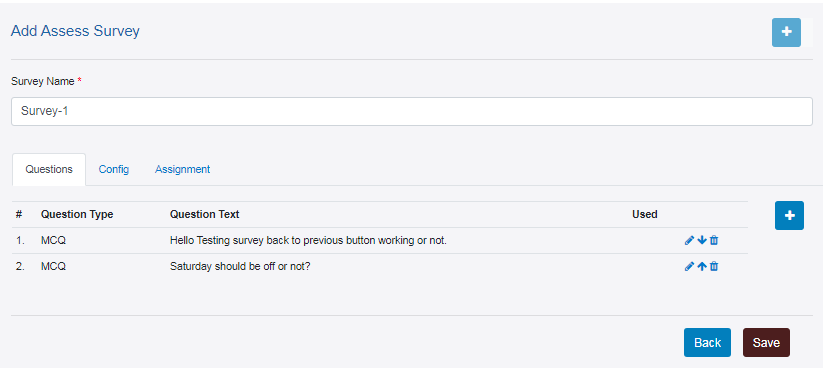 Add Assess Survey
+
Survey Name *
Survey-1
Questions Config Assignment
# Question Type Question Text Used
+
1. MCQ Hello Testing survey back to previous button working or not.
2. MCQ Saturday should be off or not?
Back Save